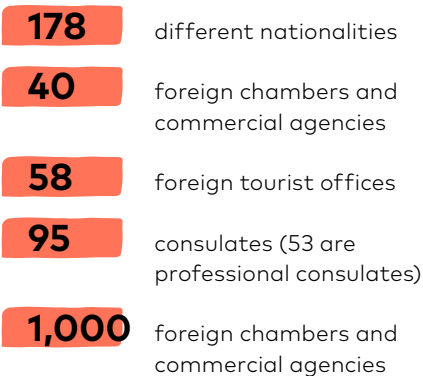 178 different nationalities
40 foreign chambers and
commercial agencies
58 foreign tourist offices
95 consulates (53 are
professional consulates)
1,000 foreign chambers and
commercial agencies